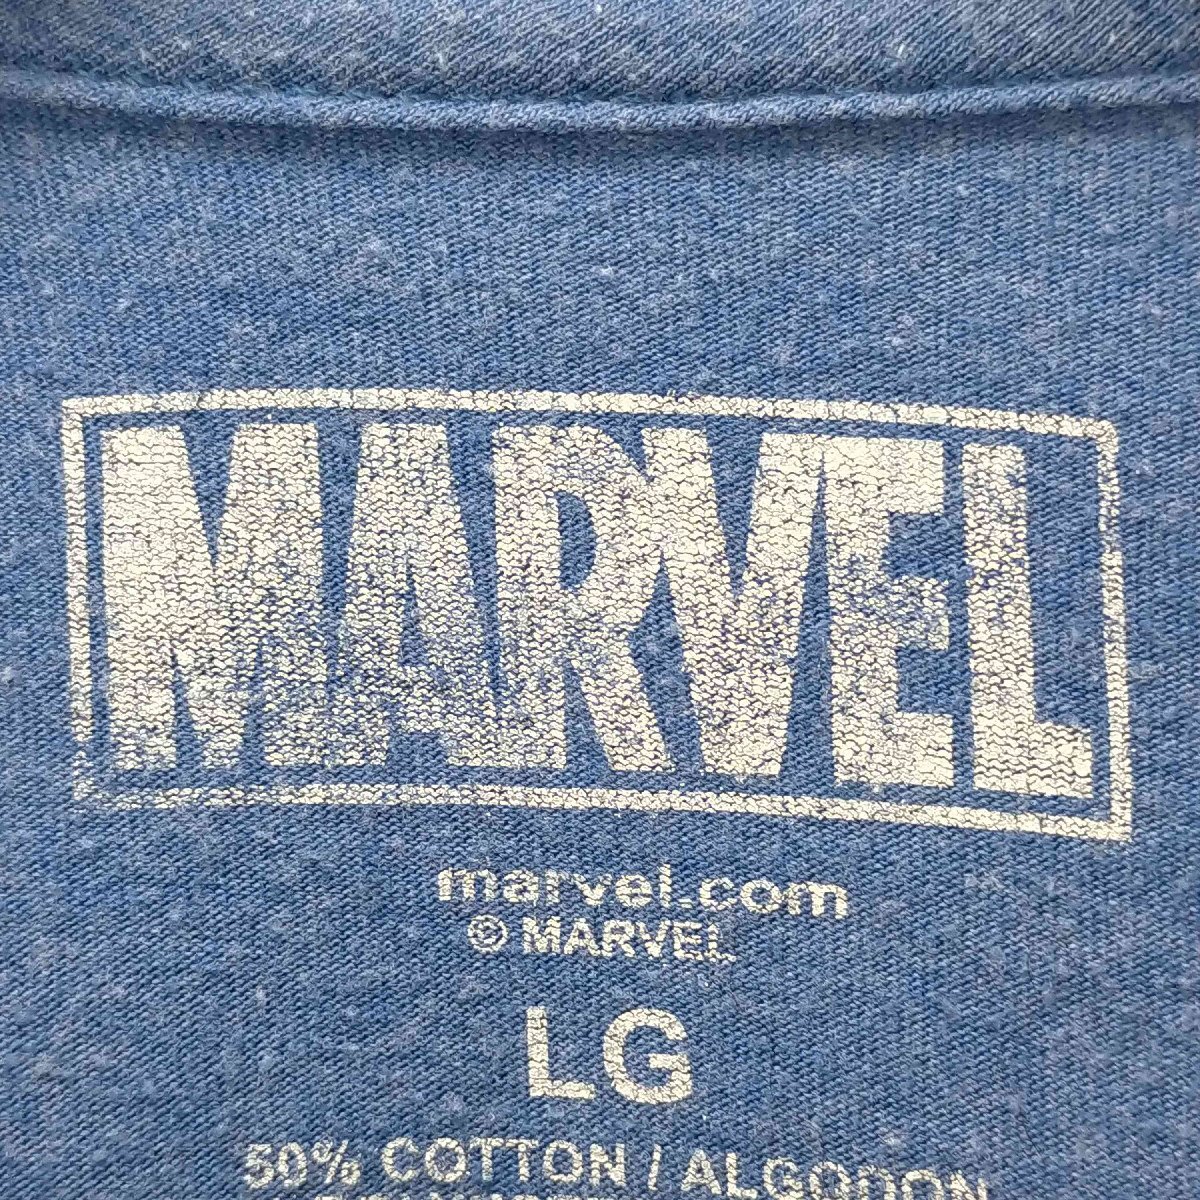 MARVEL
marvel.com
© MARVEL
LG
50% COTTON / ALGODON